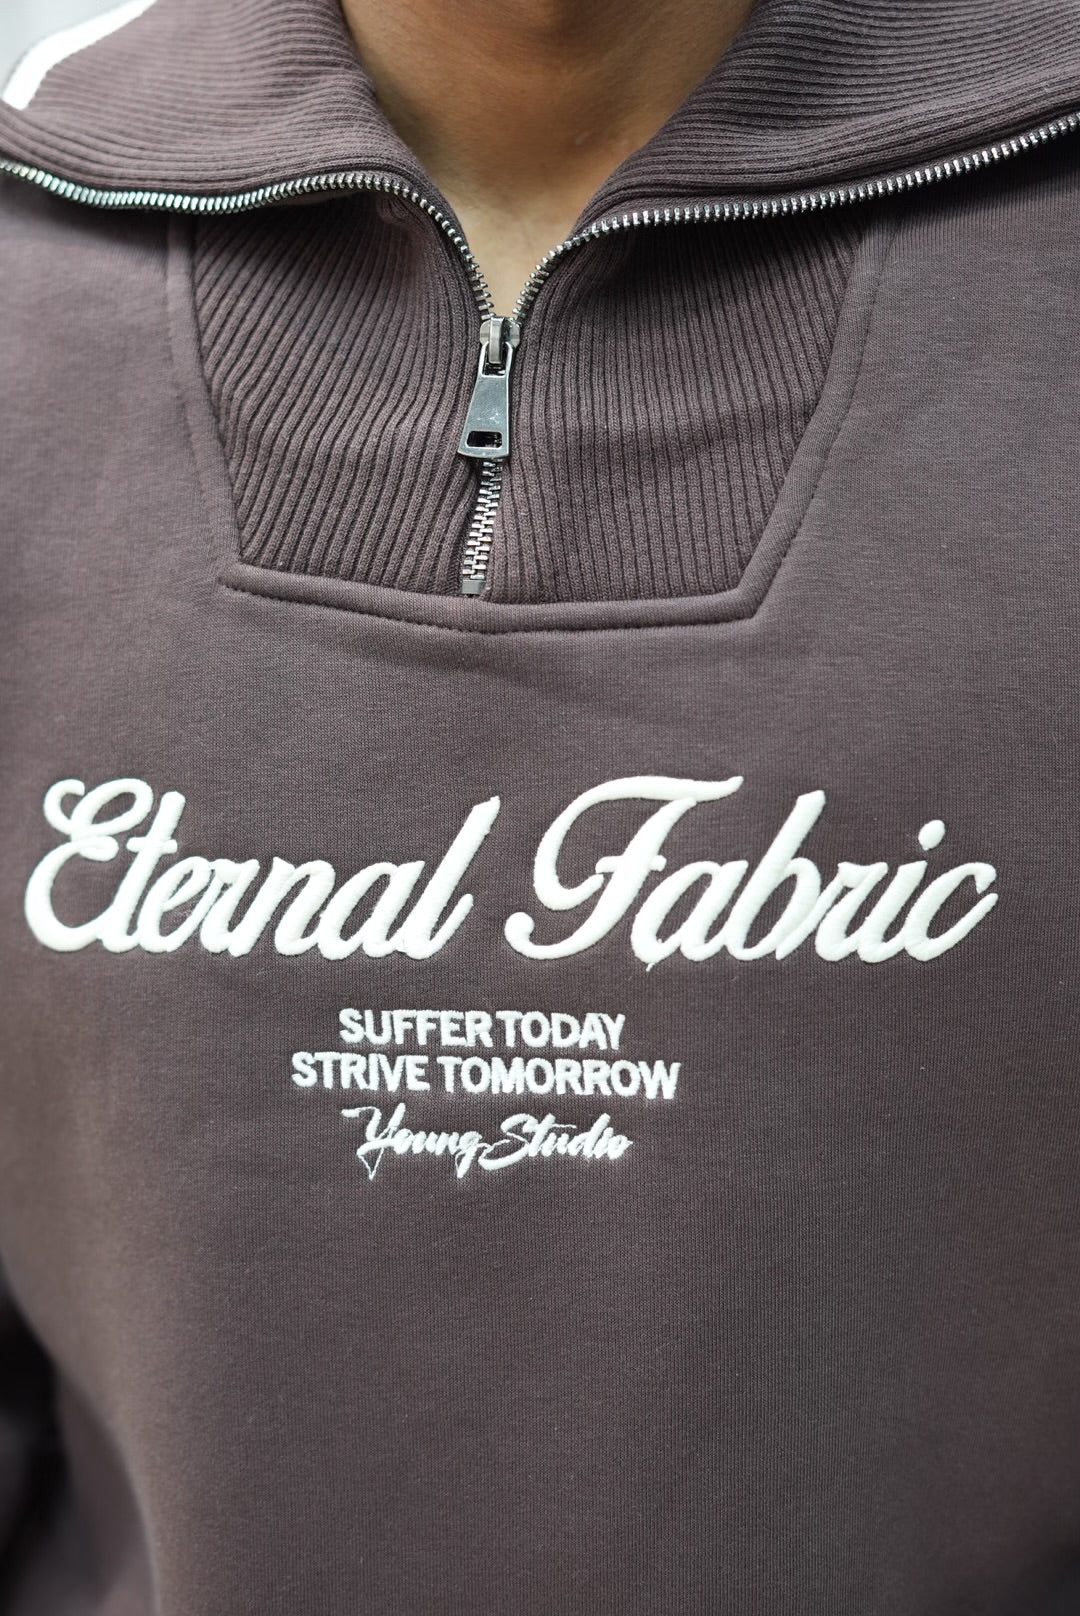 Eternal Fabric
SUFFER TODAY
STRIVE TOMORROW
Young Studio